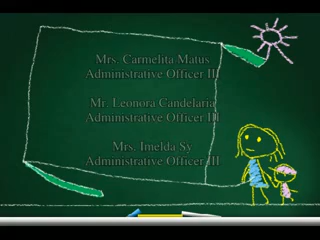 Mrs. Carmelita Matus
Administrative Officer III
Mr. Leonora Candelaria
Administrative Officer III
Mrs. Imelda Sy
Administrative Officer III